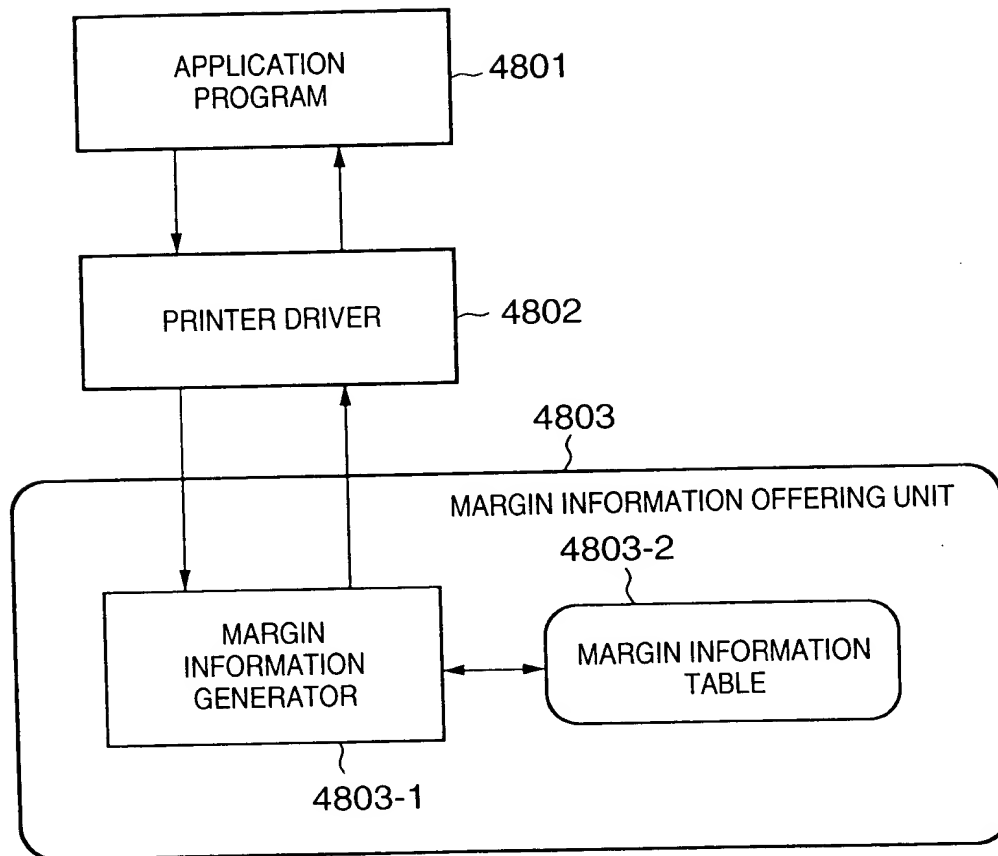 APPLICATION
PROGRAM
4801
PRINTER DRIVER
4802
4803
MARGIN INFORMATION OFFERING UNIT
4803-2
MARGIN
INFORMATION
GENERATOR
MARGIN INFORMATION
TABLE
4803-1